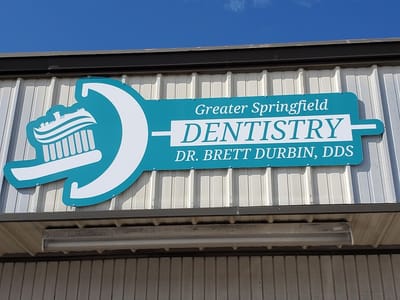 Greater Springfield
DENTISTRY
DR. BRETT DURBIN, DDS